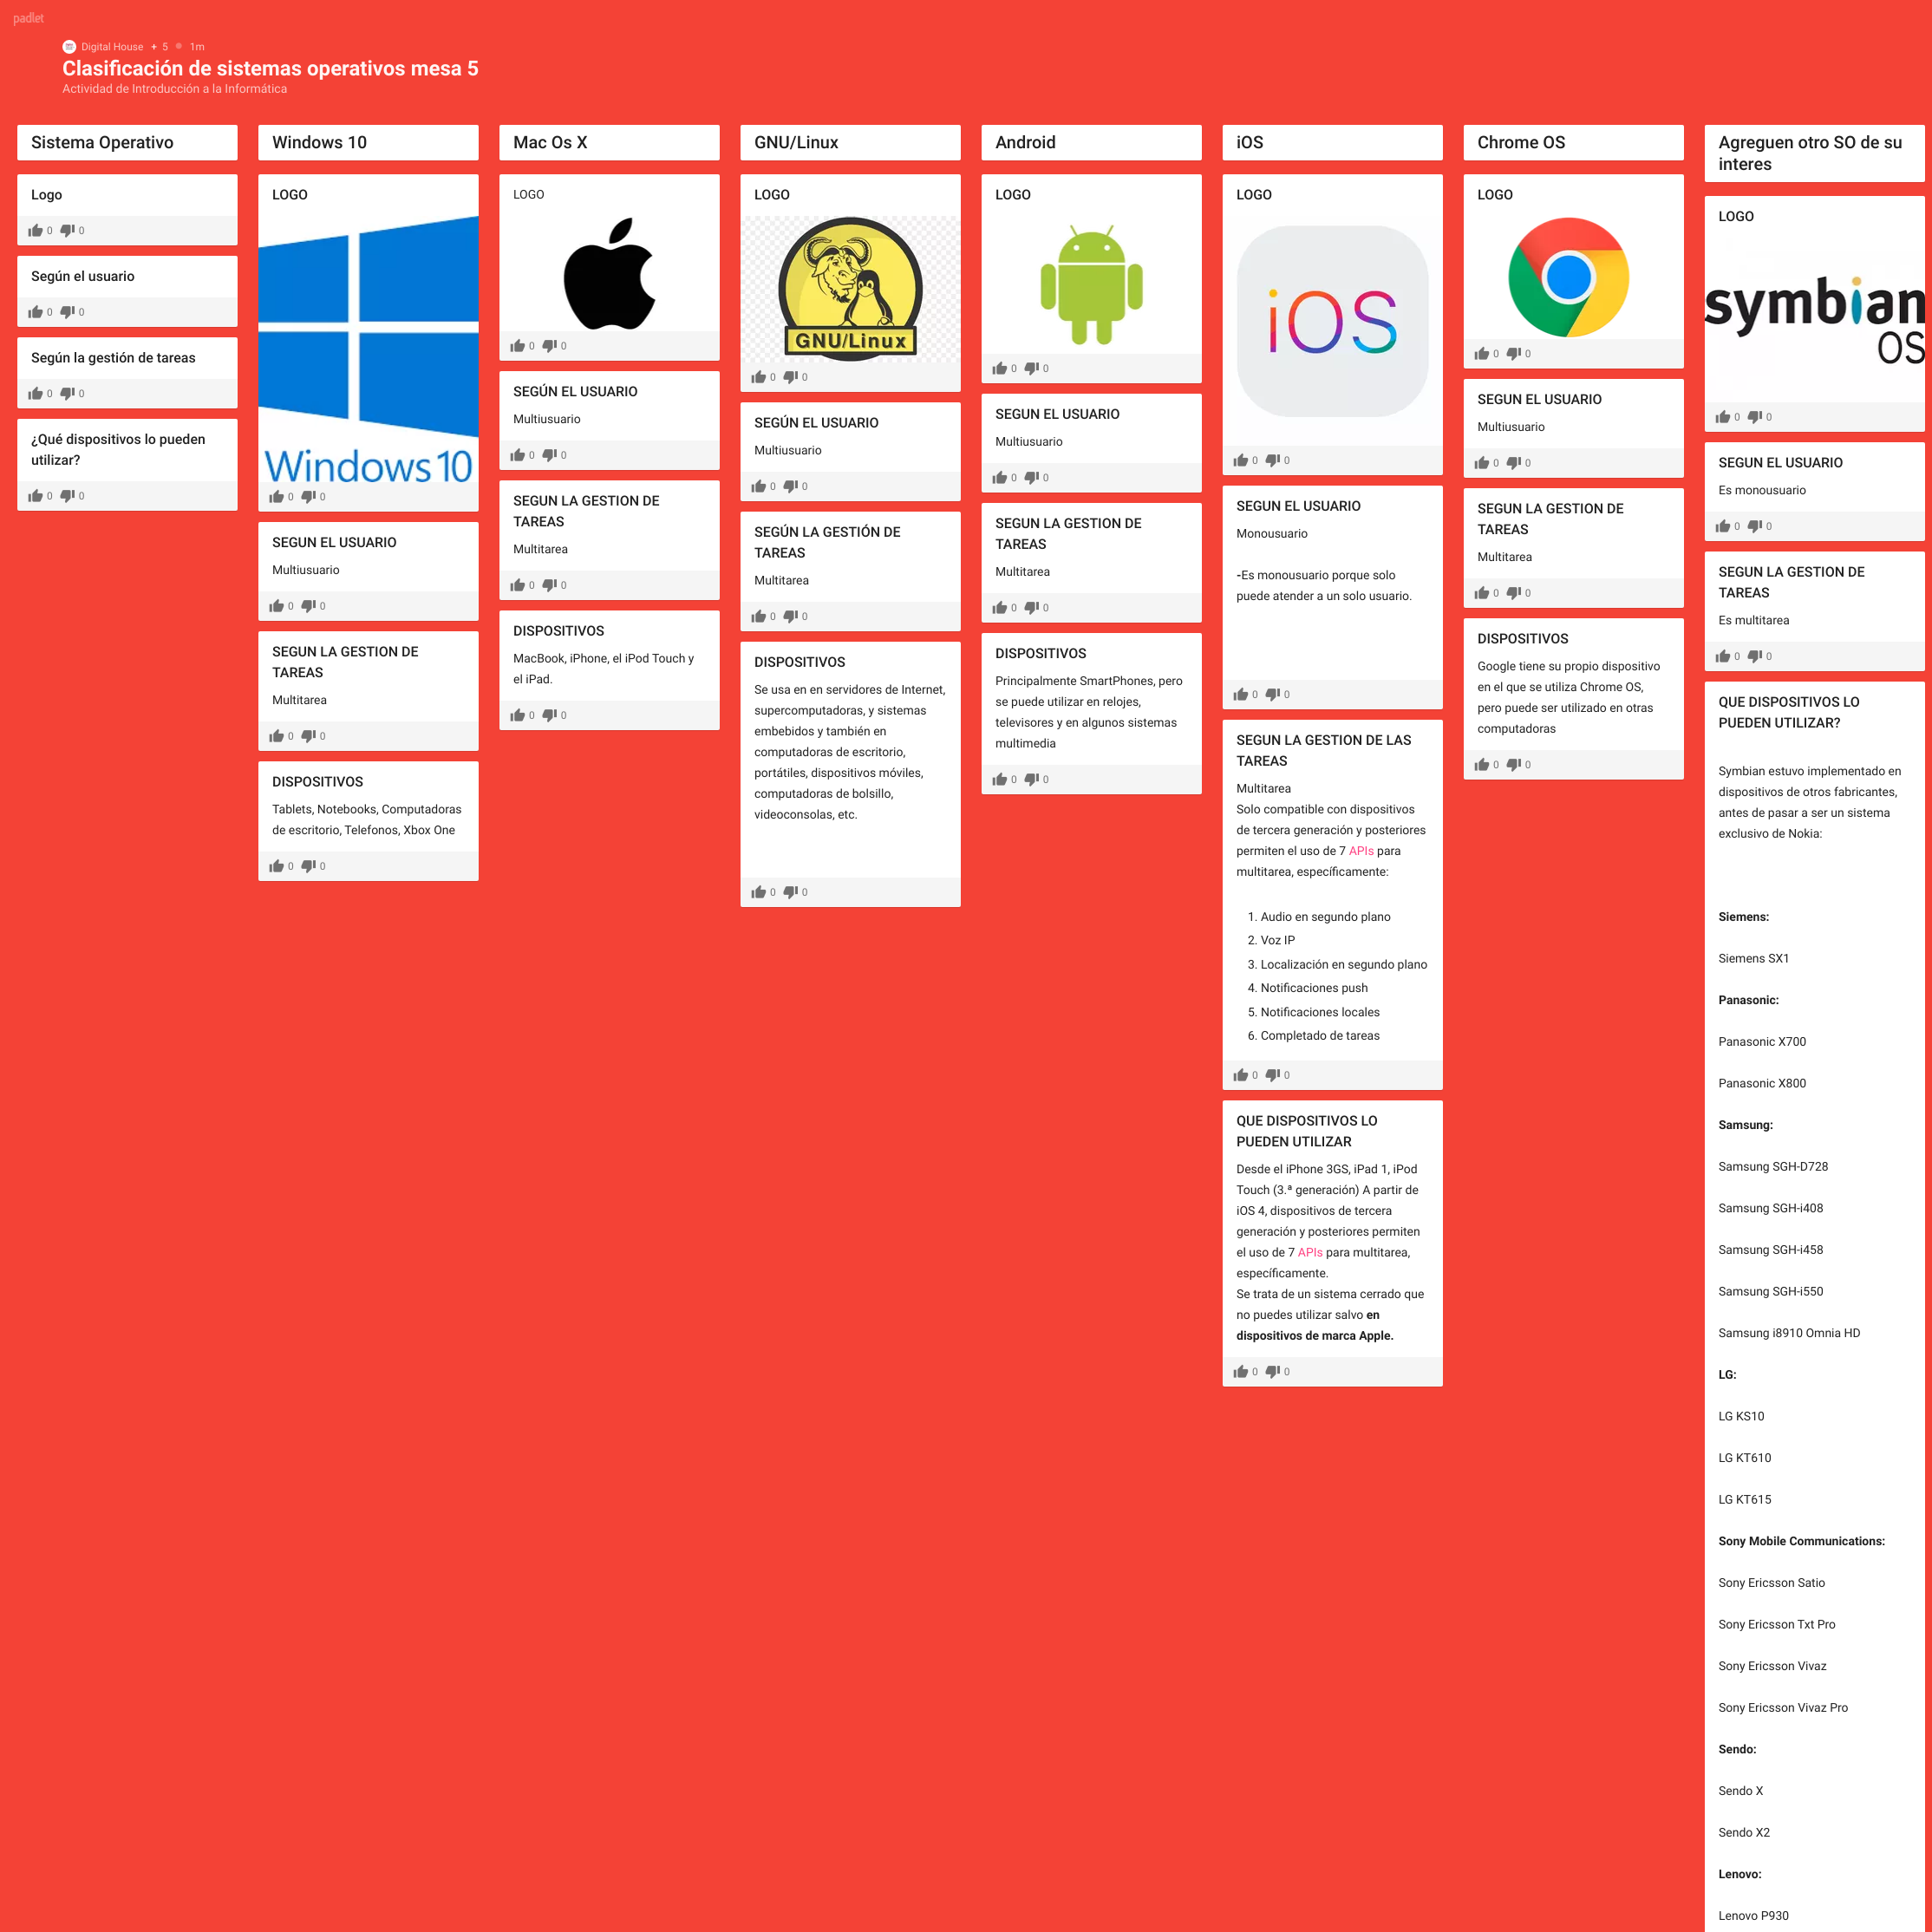 padlet
Digital House + 5 • 1m
Clasificación de sistemas operativos mesa 5
Actividad de Introducción a la Informática
Sistema Operativo
Logo
0 0
Según el usuario
0 0
Según la gestión de tareas
0 0
¿Qué dispositivos lo pueden
utilizar?
0 0
Windows 10
LOGO
Windows 10
0 0
SEGUN EL USUARIO
Multiusuario
0 0
SEGUN LA GESTION DE
TAREAS
Multitarea
0 0
DISPOSITIVOS
Tablets, Notebooks, Computadoras
de escritorio, Telefonos, Xbox One
0 0
Mac Os X
LOGO
0 0
SEGÚN EL USUARIO
Multiusuario
0 0
SEGUN LA GESTION DE
TAREAS
Multitarea
0 0
DISPOSITIVOS
MacBook, iPhone, el iPod Touch y
el iPad.
0 0
GNU/Linux
LOGO
GNU/Linux
0 0
SEGÚN EL USUARIO
Multiusuario
0 0
SEGÚN LA GESTIÓN DE
TAREAS
Multitarea
0 0
DISPOSITIVOS
Se usa en en servidores de Internet,
supercomputadoras, y sistemas
embebidos y también en
computadoras de escritorio,
portátiles, dispositivos móviles,
computadoras de bolsillo,
videoconsolas, etc.
0 0
Android
LOGO
0 0
SEGUN EL USUARIO
Multiusuario
0 0
SEGUN LA GESTION DE
TAREAS
Multitarea
0 0
DISPOSITIVOS
Principalmente SmartPhones, pero
se puede utilizar en relojes,
televisores y en algunos sistemas
multimedia
0 0
iOS
LOGO
iOS
0 0
SEGUN EL USUARIO
Monousuario
-Es monousuario porque solo
puede atender a un solo usuario.
0 0
SEGUN LA GESTION DE LAS
TAREAS
Multitarea
Solo compatible con dispositivos
de tercera generación y posteriores
permiten el uso de 7 APIs para
multitarea, específicamente:
1. Audio en segundo plano
2. Voz IP
3. Localización en segundo plano
4. Notificaciones push
5. Notificaciones locales
6. Completado de tareas
0 0
QUE DISPOSITIVOS LO
PUEDEN UTILIZAR
Desde el iPhone 3GS, iPad 1, iPod
Touch (3.ª generación) A partir de
iOS 4, dispositivos de tercera
generación y posteriores permiten
el uso de 7 APIs para multitarea,
específicamente.
Se trata de un sistema cerrado que
no puedes utilizar salvo en
dispositivos de marca Apple.
0 0
Chrome OS
LOGO
0 0
SEGUN EL USUARIO
Multiusuario
0 0
SEGUN LA GESTION DE
TAREAS
Multitarea
0 0
DISPOSITIVOS
Google tiene su propio dispositivo
en el que se utiliza Chrome OS,
pero puede ser utilizado en otras
computadoras
0 0
Agreguen otro SO de su
interes
LOGO
symbian
OS
0 0
SEGUN EL USUARIO
Es monousuario
0 0
SEGUN LA GESTION DE
TAREAS
Es multitarea
0 0
QUE DISPOSITIVOS LO
PUEDEN UTILIZAR?
Symbian estuvo implementado en
dispositivos de otros fabricantes,
antes de pasar a ser un sistema
exclusivo de Nokia:
Siemens:
Siemens SX1
Panasonic:
Panasonic X700
Panasonic X800
Samsung:
Samsung SGH-D728
Samsung SGH-i408
Samsung SGH-i458
Samsung SGH-i550
Samsung i8910 Omnia HD
LG:
LG KS10
LG KT610
LG KT615
Sony Mobile Communications:
Sony Ericsson Satio
Sony Ericsson Txt Pro
Sony Ericsson Vivaz
Sony Ericsson Vivaz Pro
Sendo:
Sendo X
Sendo X2
Lenovo:
Lenovo P930